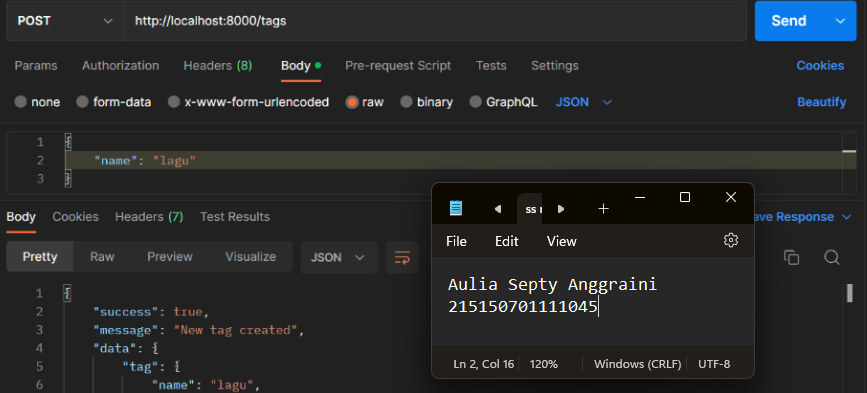 POST http://localhost:8000/tags Send
Params Authorization Headers (8) Body Pre-request Script Tests Settings Cookies
none form-data x-www-form-urlencoded raw binary GraphQL JSON Beautify
1 {
2 "name": "lagu"
3 }
Body Cookies Headers (7) Test Results ave Response
Pretty Raw Preview Visualize JSON
1 {
2 "success": true,
3 "message": "New tag created",
4 "data": {
5 "tag": {
6 "name": "lagu",
ss r
File Edit View
Aulia Septy Anggraini
215150701111045
Ln 2, Col 16 120% Windows (CRLF) UTF-8